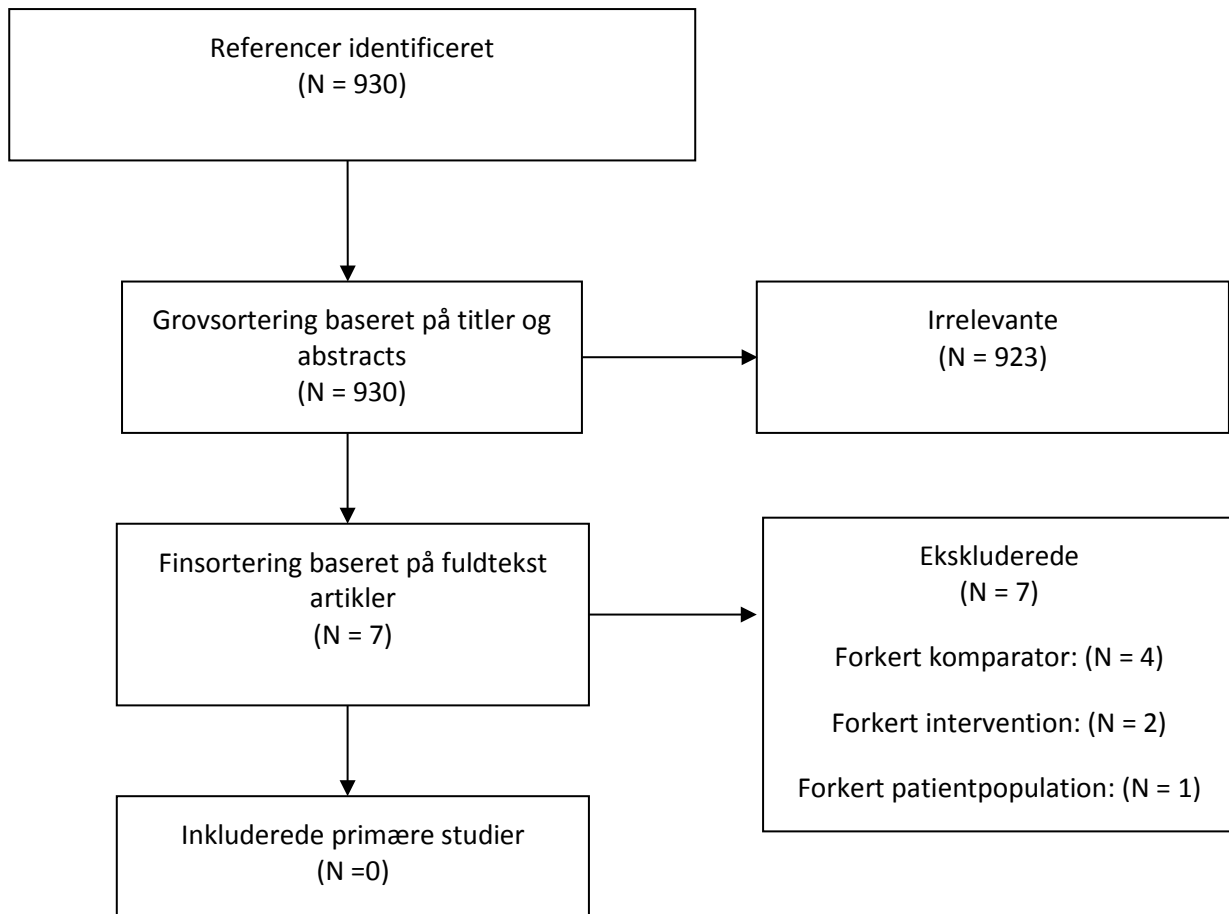 Referencer identificeret
(N = 930)
Grovsortering baseret på titler og
abstracts
(N = 930)
Irrelevante
(N = 923)
Finsortering baseret på fuldtekst
artikler
(N = 7)
Ekskluderede
(N = 7)
Forkert komparator: (N = 4)
Forkert intervention: (N = 2)
Forkert patientpopulation: (N = 1)
Inkluderede primære studier
(N =0)